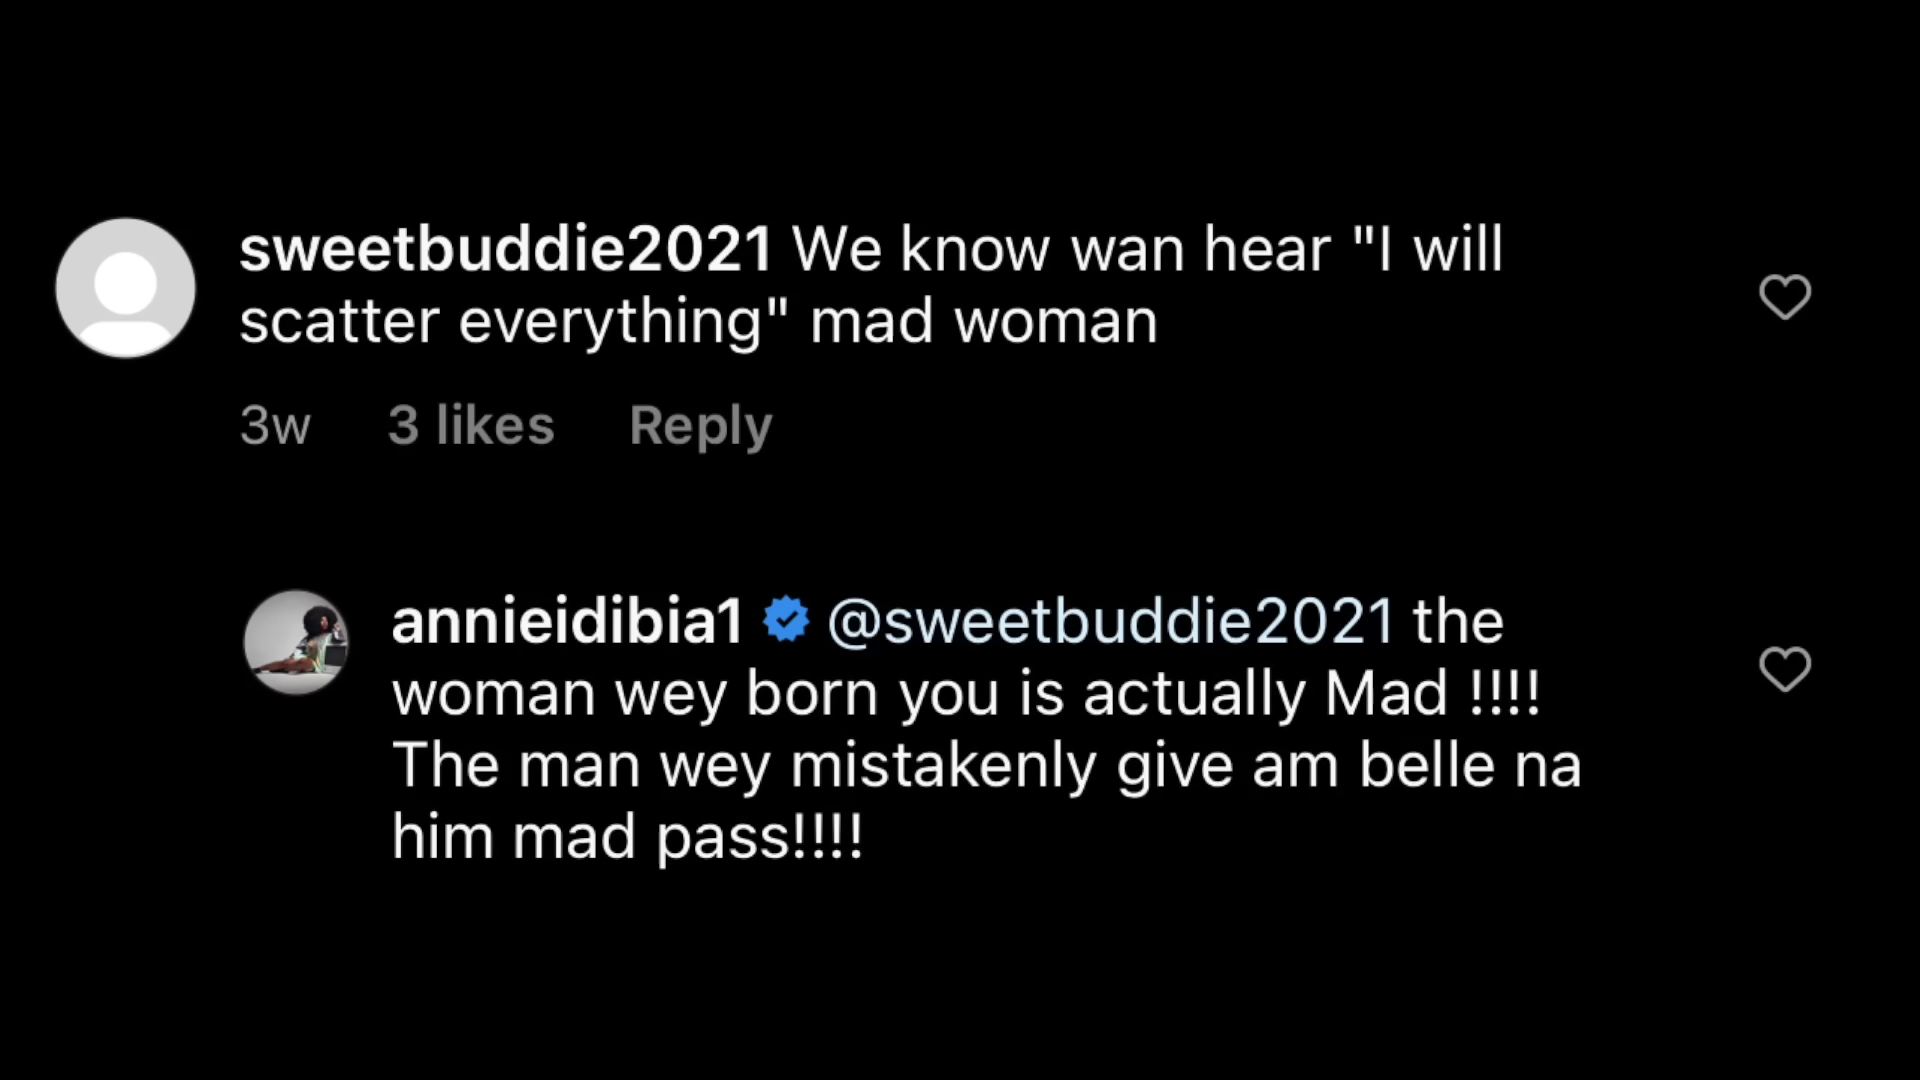 sweetbuddie2021 We know wan hear "I will
scatter everything" mad woman
3w 3 likes Reply
annieidibia1 @sweetbuddie2021 the
woman wey born you is actually Mad !!!!
The man wey mistakenly give am belle na
him mad pass!!!!